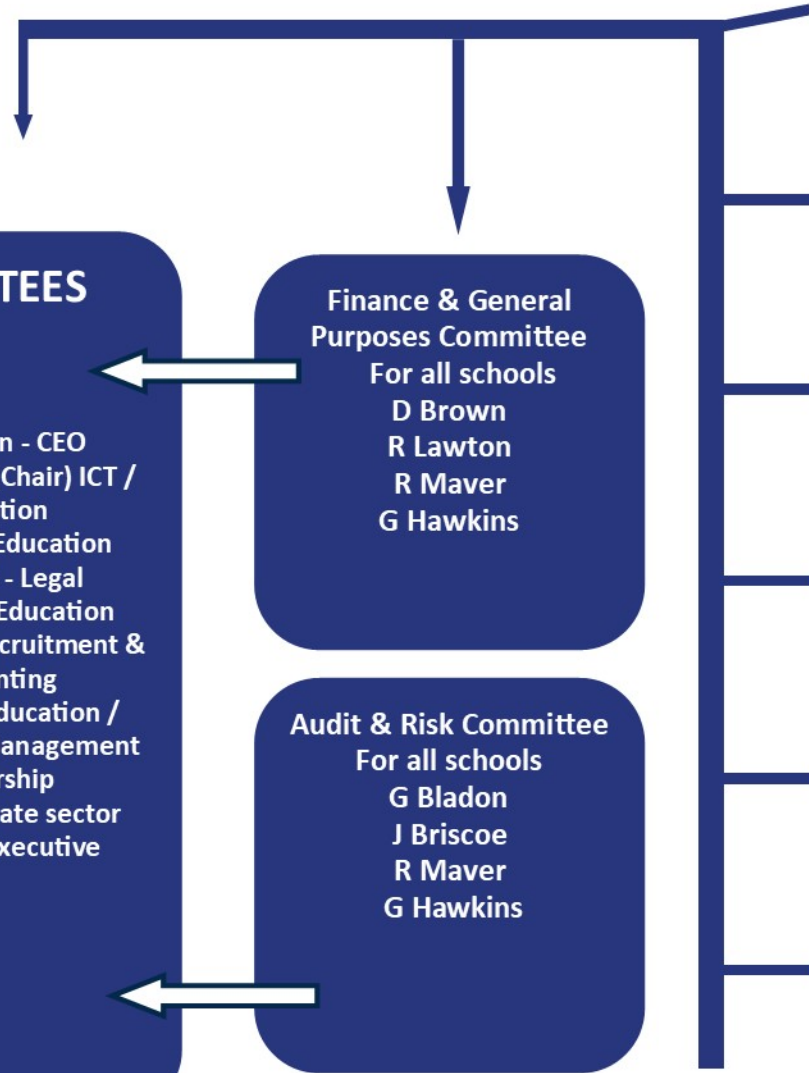 TEES
n - CEO
Chair) ICT /
tion
Education
- Legal
Education
cruitment &
nting
ducation /
anagement
rship
ate sector
xecutive
Finance & General
Purposes Committee
For all schools
D Brown
R Lawton
R Maver
G Hawkins
Audit & Risk Committee
For all schools
G Bladon
J Briscoe
R Maver
G Hawkins